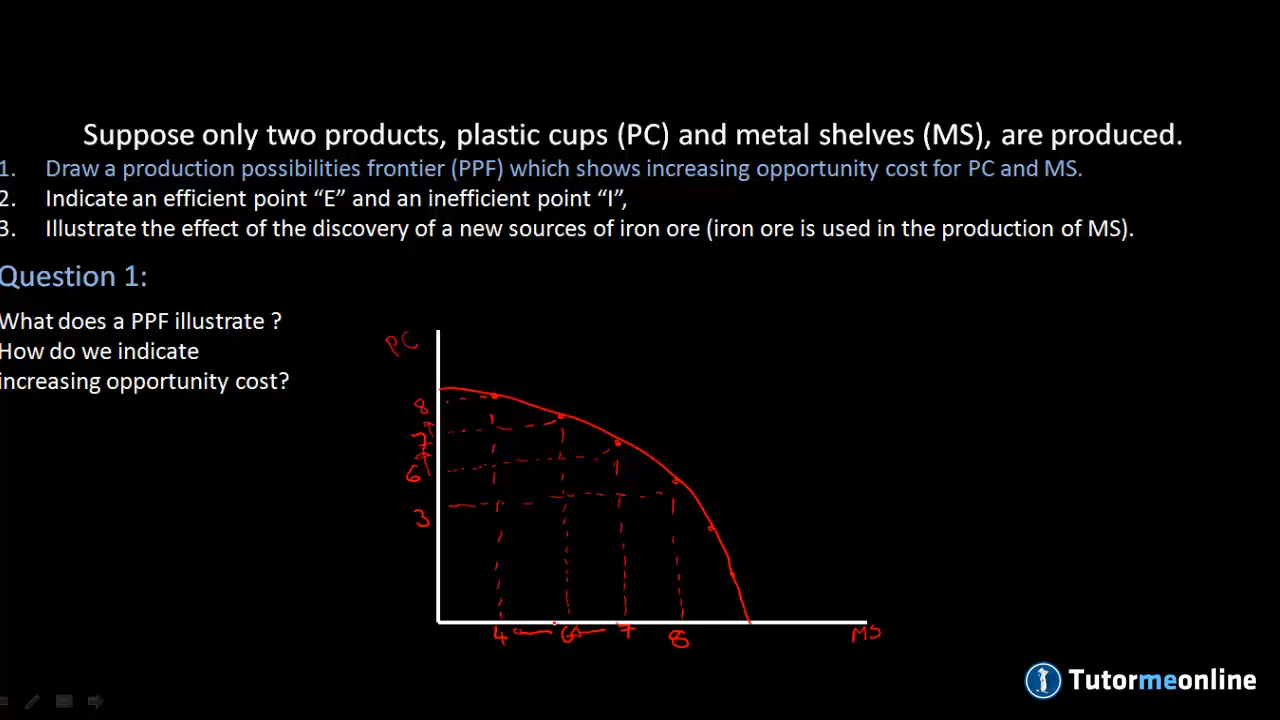 Suppose only two products, plastic cups (PC) and metal shelves (MS), are produced.
1. Draw a production possibilities frontier (PPF) which shows increasing opportunity cost for PC and MS.
2. Indicate an efficient point “E” and an inefficient point “I”,
3. Illustrate the effect of the discovery of a new sources of iron ore (iron ore is used in the production of MS).
Question 1:
What does a PPF illustrate ?
How do we indicate
increasing opportunity cost?
PC
8
7
6
3
4 6 7 8 MS
Tutormeonline